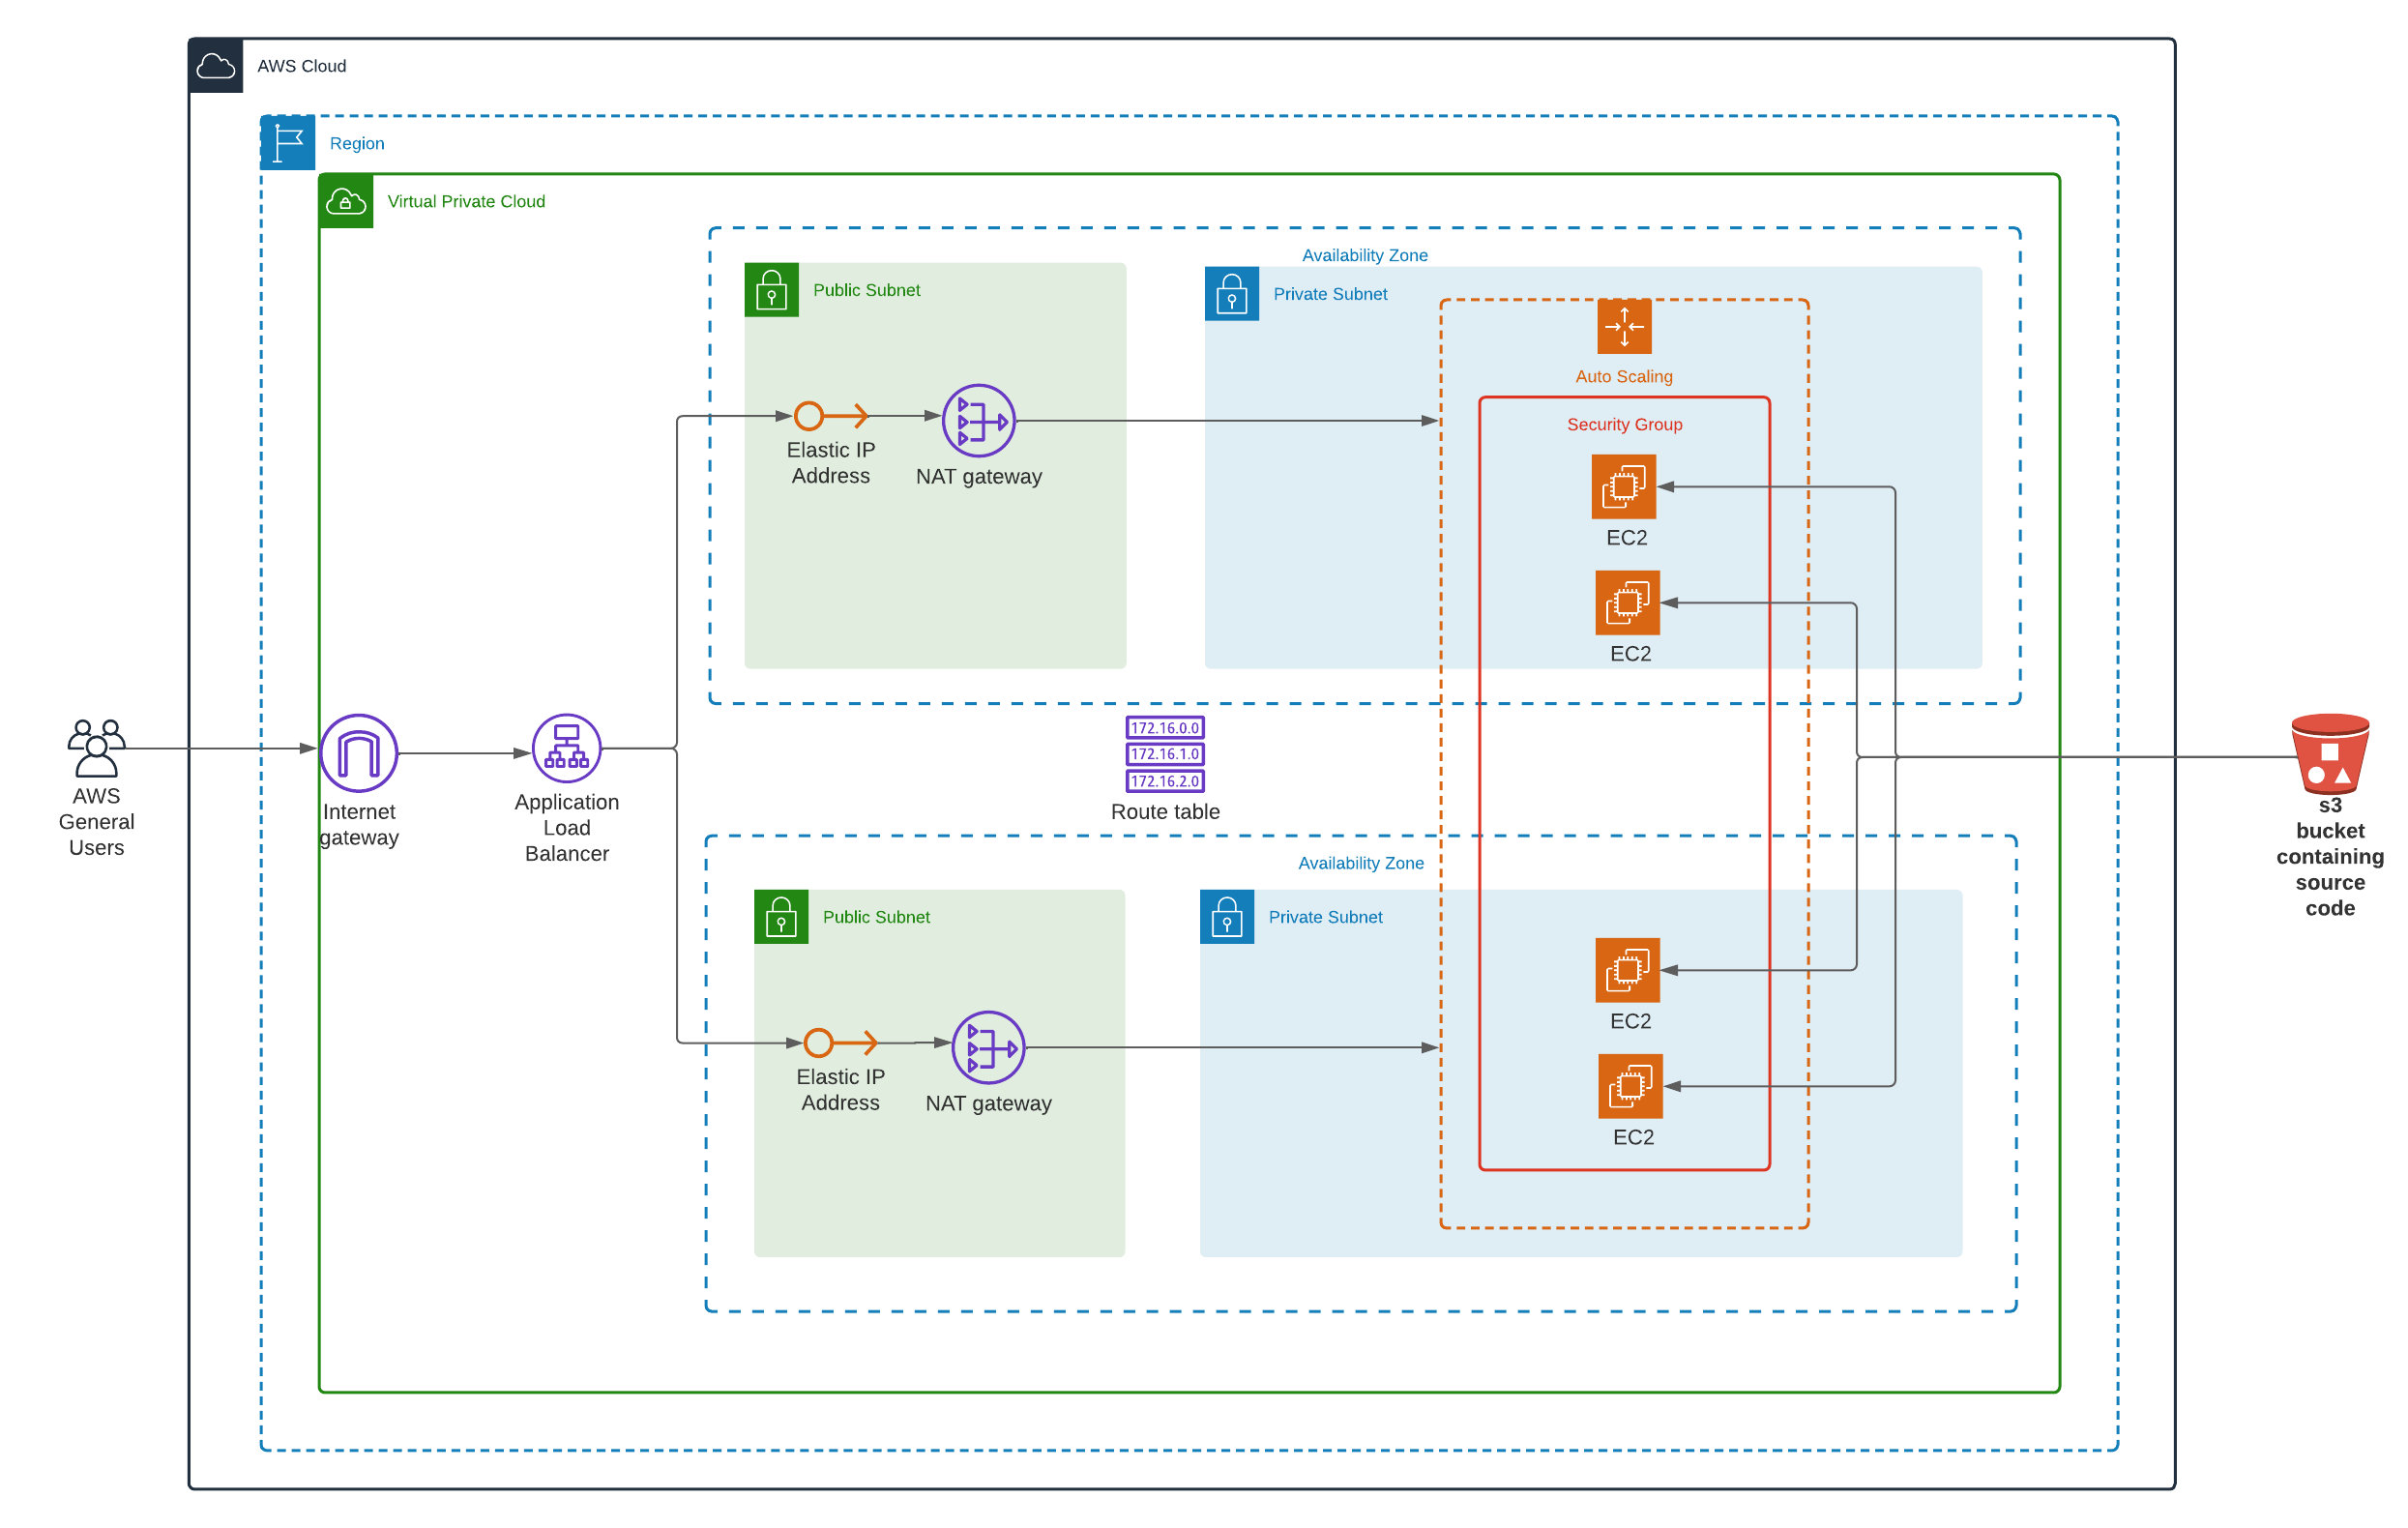 AWS Cloud
Region
Virtual Private Cloud
Availability Zone
Public Subnet
Private Subnet
Auto Scaling
Security Group
Elastic IP
Address
NAT gateway
EC2
EC2
AWS
General
Users
Internet
gateway
Application
Load
Balancer
172.16.0.0
172.16.1.0
172.16.2.0
Route table
s3
bucket
containing
source
code
Availability Zone
Public Subnet
Private Subnet
Elastic IP
Address
NAT gateway
EC2
EC2